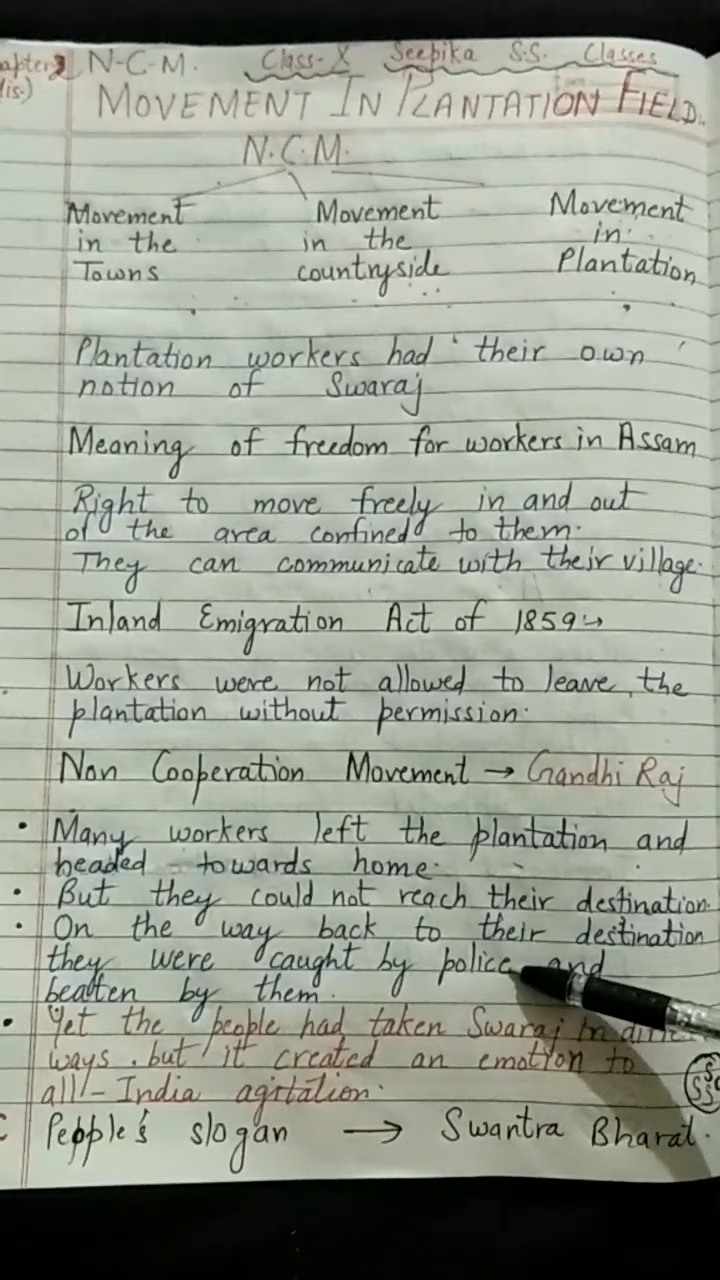 N.C.M. Class-X Seepika S.S. Classes
MOVEMENT IN PLANTATION FIELD..
N.C.M.
Movement in the Towns
Movement in the countryside
Movement in Plantation
Plantation workers had their own
notion of Swaraj
Meaning of freedom for workers in Assam
Right to move freely in and out
of the area confined to them.
They can communicate with their village.
Inland Emigration Act of 1859→
Workers were not allowed to leave the
plantation without permission.
Non Cooperation Movement → Gandhi Raj
• Many workers left the plantation and
headed towards home.
• But they could not reach their destination.
• On the way back to their destination
they were caught by police and
beaten by them.
• Yet the people had taken Swaraj in
ways. but it created an emotion to
all-India agitation.
People's slogan → Swantra Bharat.